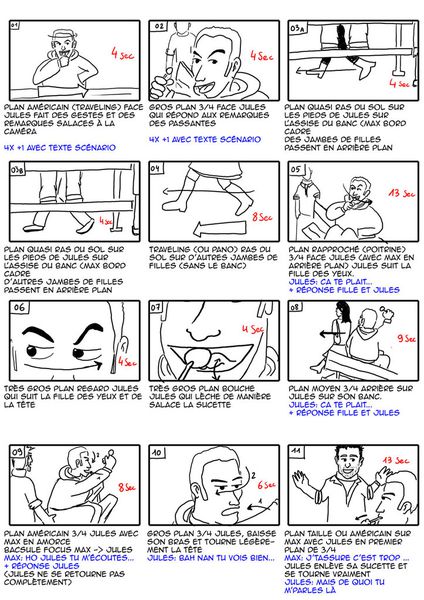 01
4 sec
02
4 sec
03A
4 sec
PLAN AMÉRICAIN (TRAVELING) FACE
JULES FAIT DES GESTES ET DES
REMARQUES SALACES À LA
CAMÉRA
4X +1 AVEC TEXTE SCÉNARIO
GROS PLAN 3/4 FACE JULES
QUI RÉPOND AUX REMARQUES
DES PASSANTES
4X +1 AVEC TEXTE SCÉNARIO
PLAN QUASI RAS DU SOL SUR
LES PIEDS DE JULES SUR
L'ASSISE DU BANC (MAX BORD
CADRE
DES JAMBES DE FILLES
PASSENT EN ARRIÈRE PLAN
03B
4 sec
04
8 sec
05
13 sec
PLAN QUASI RAS DU SOL SUR
LES PIEDS DE JULES SUR
L'ASSISE DU BANC (MAX BORD
CADRE
D'AUTRES JAMBES DE FILLES
PASSENT EN ARRIÈRE PLAN
TRAVELING (OU PANO) RAS DU
SOL SUR D'AUTRES JAMBES DE
FILLES (SANS LE BANC)
PLAN RAPPROCHÉ (POITRINE)
3/4 FACE JULES (AVEC MAX EN
ARRIÈRE PLAN) JULES SUIT LA
FILLE DES YEUX.
JULES: CA TE PLAIT...
+ RÉPONSE FILLE ET JULES
06
4 sec
07
4 sec
08
9 sec
TRÈS GROS PLAN REGARD JULES
QUI SUIT LA FILLE DES YEUX ET DE
LA TÊTE
TRÈS GROS PLAN BOUCHE
JULES QUI LÈCHE DE MANIÈRE
SALACE LA SUCETTE
PLAN MOYEN 3/4 ARRIÈRE SUR
JULES SUR SON BANC.
JULES: CA TE PLAIT...
+ RÉPONSE FILLE ET JULES
09
8 sec
10
6 sec
11
13 sec
PLAN AMÉRICAIN 3/4 JULES AVEC
MAX EN AMORCE
BACSULE FOCUS MAX -> JULES
MAX: HO JULES TU M'ÉCOUTES...
+ RÉPONSE JULES
(JULES NE SE RETOURNE PAS
COMPLÈTEMENT)
GROS PLAN 3/4 JULES, BAISSE
SON BRAS ET TOURNE LÉGÈRE-
MENT LA TÊTE
JULES: BAH NAN TU VOIS BIEN...
PLAN TAILLE OU AMÉRICAIN SUR
MAX AVEC JULES EN PREMIER
PLAN DE 3/4
MAX: J'TASSURE C'EST TROP ...
JULES ENLÈVE SA SUCETTE ET
SE TOURNE VRAIMENT
JULES: MAIS DE QUOI TU
M'PARLES LÀ